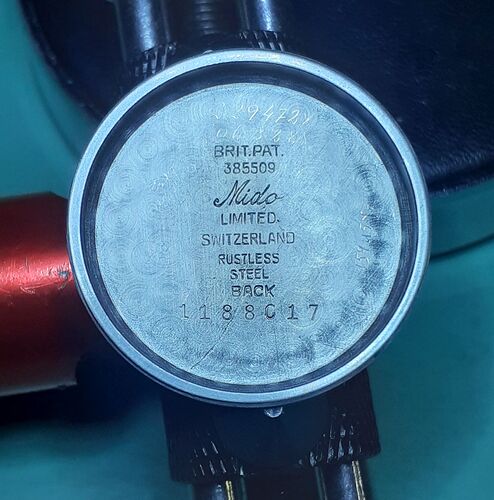 BRIT.PAT.
385509
Mido
LIMITED.
SWITZERLAND
RUSTLESS
STEEL
BACK
1188017